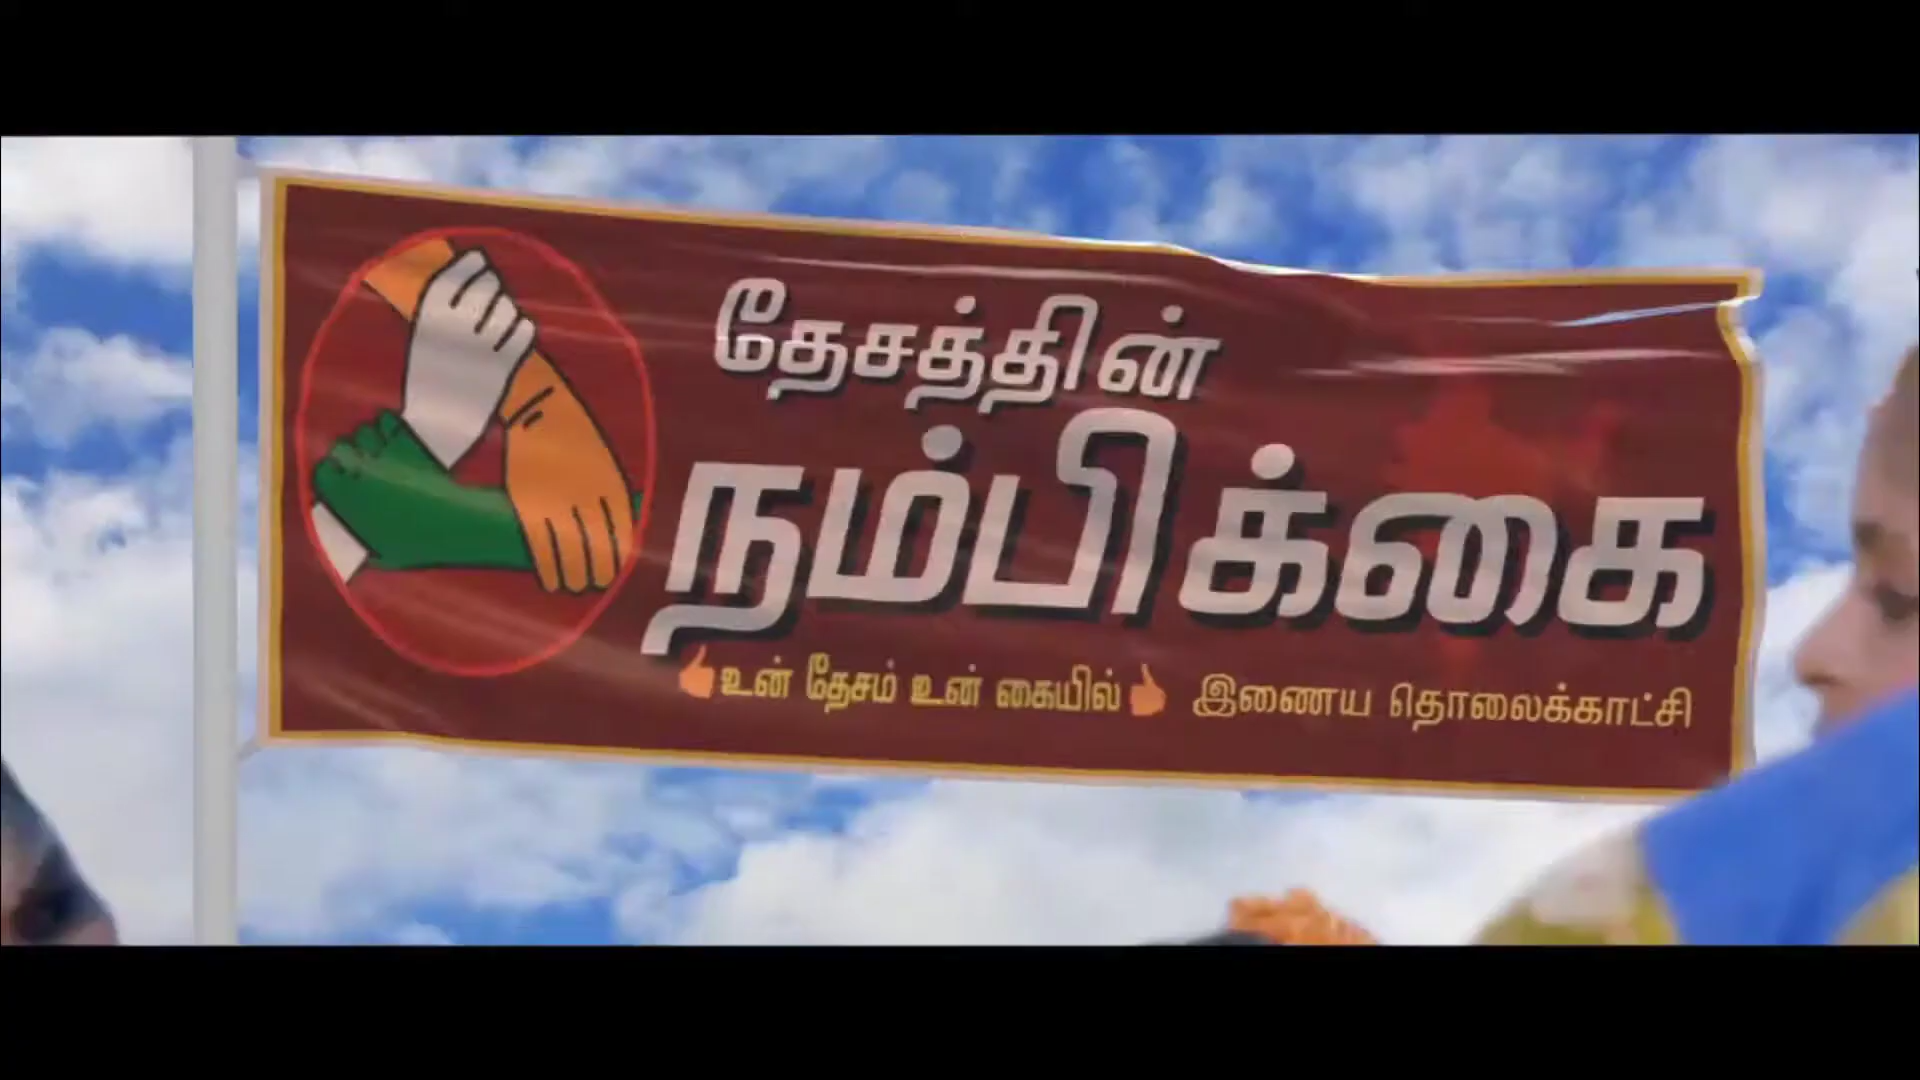 தேசத்தின்
நம்பிக்கை
உன் தேசம் உன் கையில் இணைய தொலைக்காட்சி